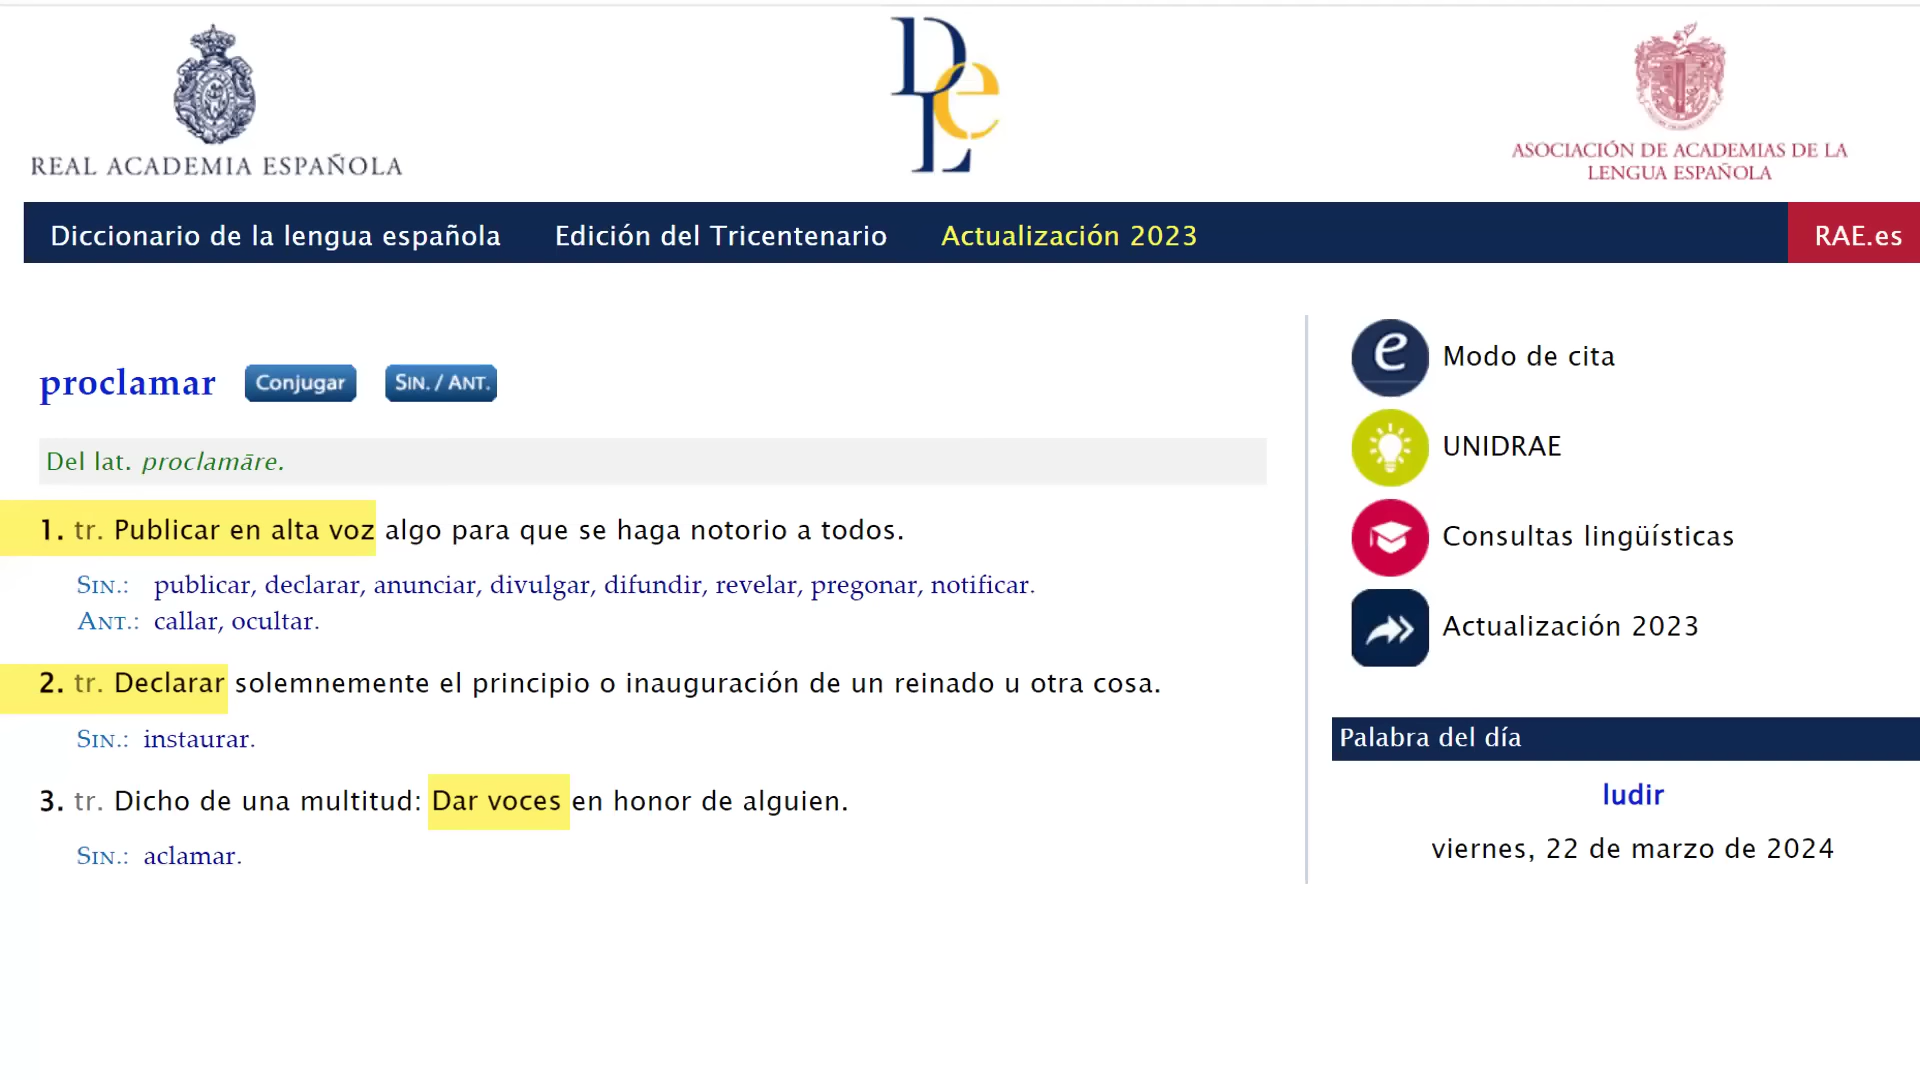 REAL ACADEMIA ESPAÑOLA
DLe
ASOCIACIÓN DE ACADEMIAS DE LA
LENGUA ESPAÑOLA
Diccionario de la lengua española Edición del Tricentenario Actualización 2023 RAE.es
proclamar Conjugar SIN. / ANT.
Del lat. proclamāre.
1. tr. Publicar en alta voz algo para que se haga notorio a todos.
SIN.: publicar, declarar, anunciar, divulgar, difundir, revelar, pregonar, notificar.
ANT.: callar, ocultar.
2. tr. Declarar solemnemente el principio o inauguración de un reinado u otra cosa.
SIN.: instaurar.
3. tr. Dicho de una multitud: Dar voces en honor de alguien.
SIN.: aclamar.
e Modo de cita
UNIDRAE
Consultas lingüísticas
Actualización 2023
Palabra del día
ludir
viernes, 22 de marzo de 2024